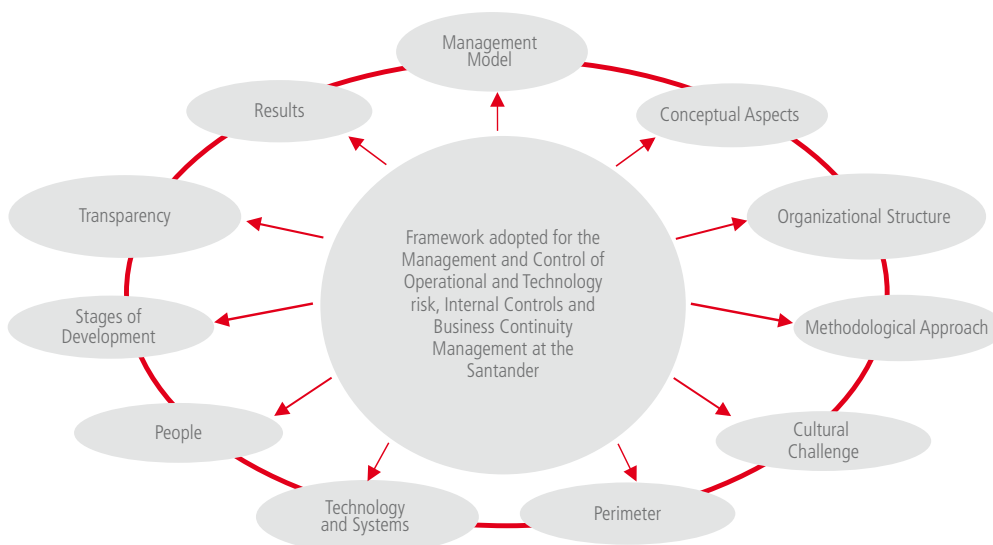 Management
Model
Results
Conceptual Aspects
Transparency
Organizational Structure
Framework adopted for the
Management and Control of
Operational and Technology
risk, Internal Controls and
Business Continuity
Management at the
Santander
Stages of
Development
Methodological Approach
People
Cultural
Challenge
Technology
and Systems
Perimeter